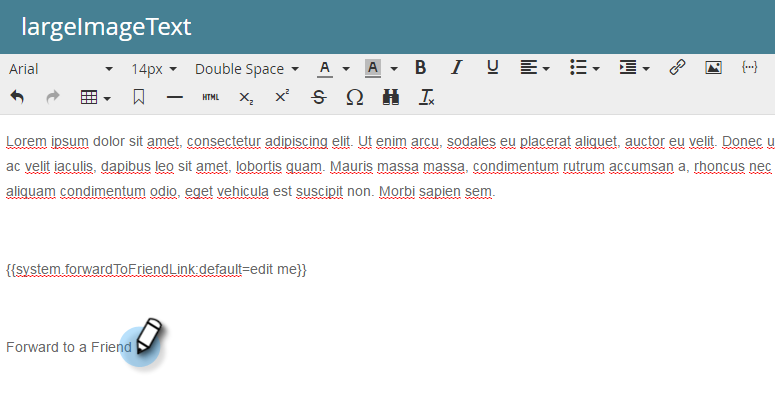 largeImageText
Arial 14px Double Space A A B I U {···}
HTML x₂ x² S Ω Tx
Lorem ipsum dolor sit amet, consectetur adipiscing elit. Ut enim arcu, sodales eu placerat aliquet, auctor eu velit. Donec u
ac velit iaculis, dapibus leo sit amet, lobortis quam. Mauris massa massa, condimentum rutrum accumsan a, rhoncus nec
aliquam condimentum odio, eget vehicula est suscipit non. Morbi sapien sem.
{{system.forwardToFriendLink:default=edit me}}
Forward to a Friend